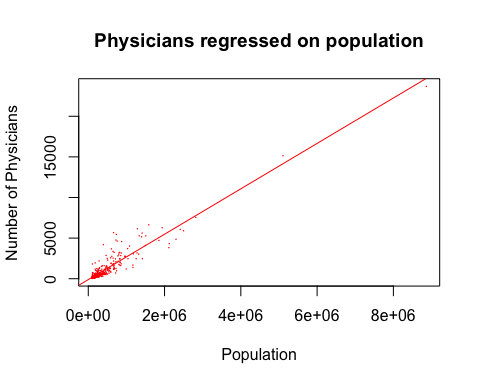 Physicians regressed on population
Number of Physicians
15000
5000
0
0e+00 2e+06 4e+06 6e+06 8e+06
Population